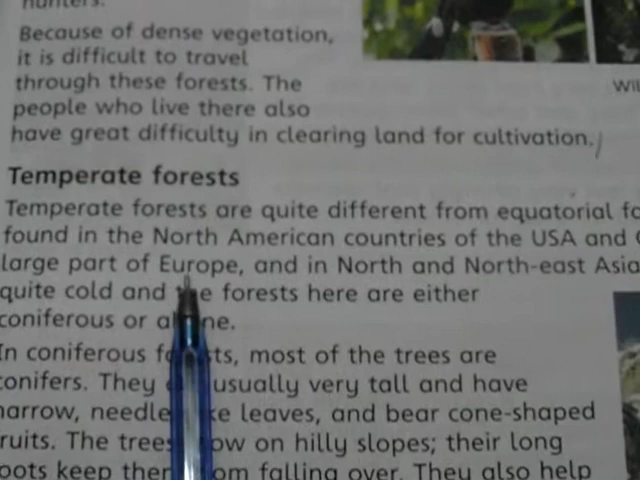 hunters.
Because of dense vegetation,
it is difficult to travel
through these forests. The
people who live there also
have great difficulty in clearing land for cultivation.
Temperate forests
Temperate forests are quite different from equatorial
found in the North American countries of the USA and
large part of Europe, and in North and North-east Asia
quite cold and the forests here are either
coniferous or
In coniferous most of the trees are
conifers. They usually very tall and have
narrow, needle leaves, and bear cone-shaped
fruits. The trees on hilly slopes; their long
roots keep falling over. They also help